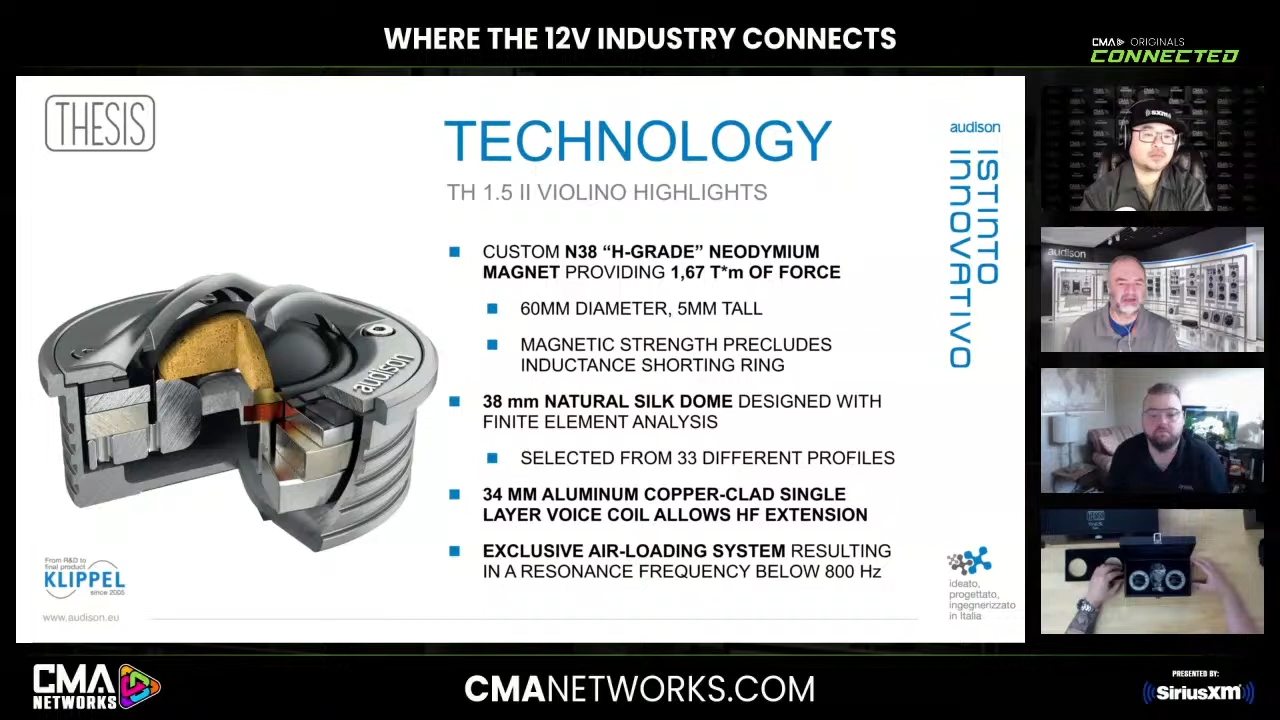 WHERE THE 12V INDUSTRY CONNECTS
CMA ORIGINALS
CONNECTED
THESIS
TECHNOLOGY
TH 1.5 II VIOLINO HIGHLIGHTS
audison
ISTINTO
INNOVATIVO
CUSTOM N38 “H-GRADE” NEODYMIUM
MAGNET PROVIDING 1,67 T*m OF FORCE
60MM DIAMETER, 5MM TALL
MAGNETIC STRENGTH PRECLUDES
INDUCTANCE SHORTING RING
38 mm NATURAL SILK DOME DESIGNED WITH
FINITE ELEMENT ANALYSIS
SELECTED FROM 33 DIFFERENT PROFILES
34 MM ALUMINUM COPPER-CLAD SINGLE
LAYER VOICE COIL ALLOWS HF EXTENSION
EXCLUSIVE AIR-LOADING SYSTEM RESULTING
IN A RESONANCE FREQUENCY BELOW 800 Hz
audison
From R&D to
final product
KLIPPEL
since 2005
www.audison.eu
ideato,
progettato,
ingegnerizzato
in Italia
audison
THESIS
CMA
NETWORKS
CMANETWORKS.COM
PRESENTED BY:
SiriusXM